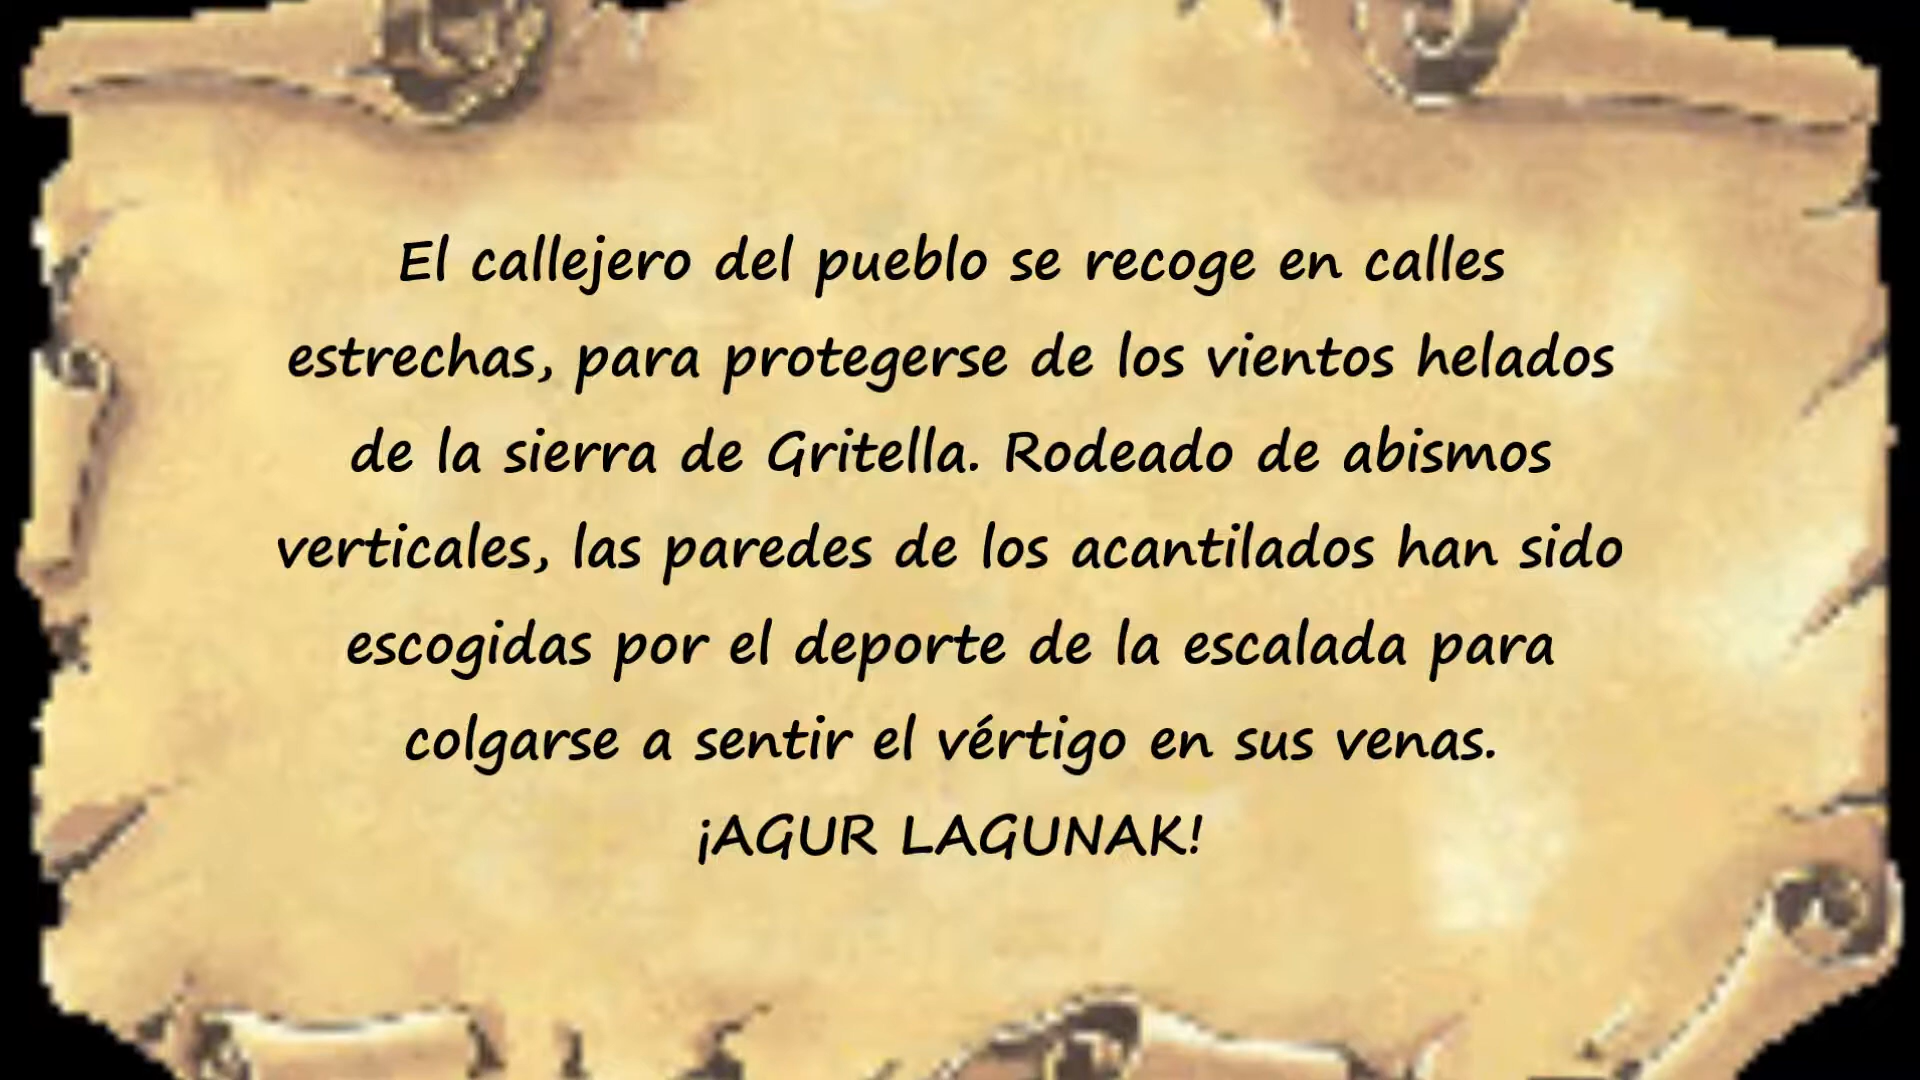 El callejero del pueblo se recoge en calles
estrechas, para protegerse de los vientos helados
de la sierra de Gritella. Rodeado de abismos
verticales, las paredes de los acantilados han sido
escogidas por el deporte de la escalada para
colgarse a sentir el vértigo en sus venas.
¡AGUR LAGUNAK!